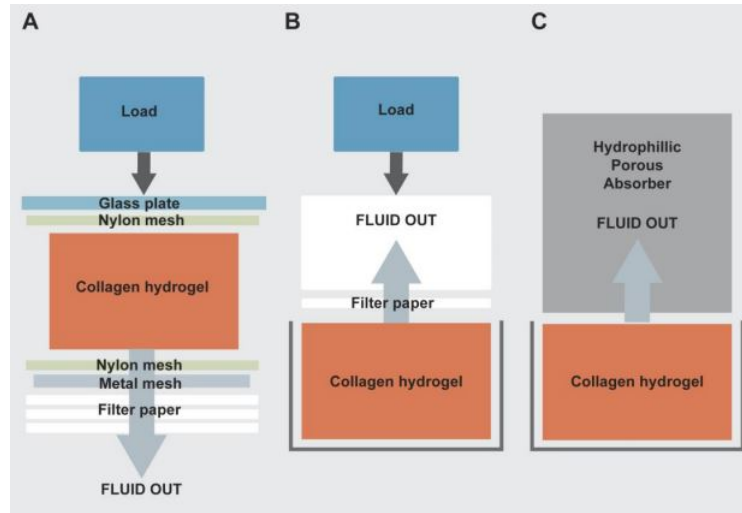 A
Load
Glass plate
Nylon mesh
Collagen hydrogel
Nylon mesh
Metal mesh
Filter paper
FLUID OUT
B
Load
FLUID OUT
Filter paper
Collagen hydrogel
C
Hydrophillic
Porous
Absorber
FLUID OUT
Collagen hydrogel